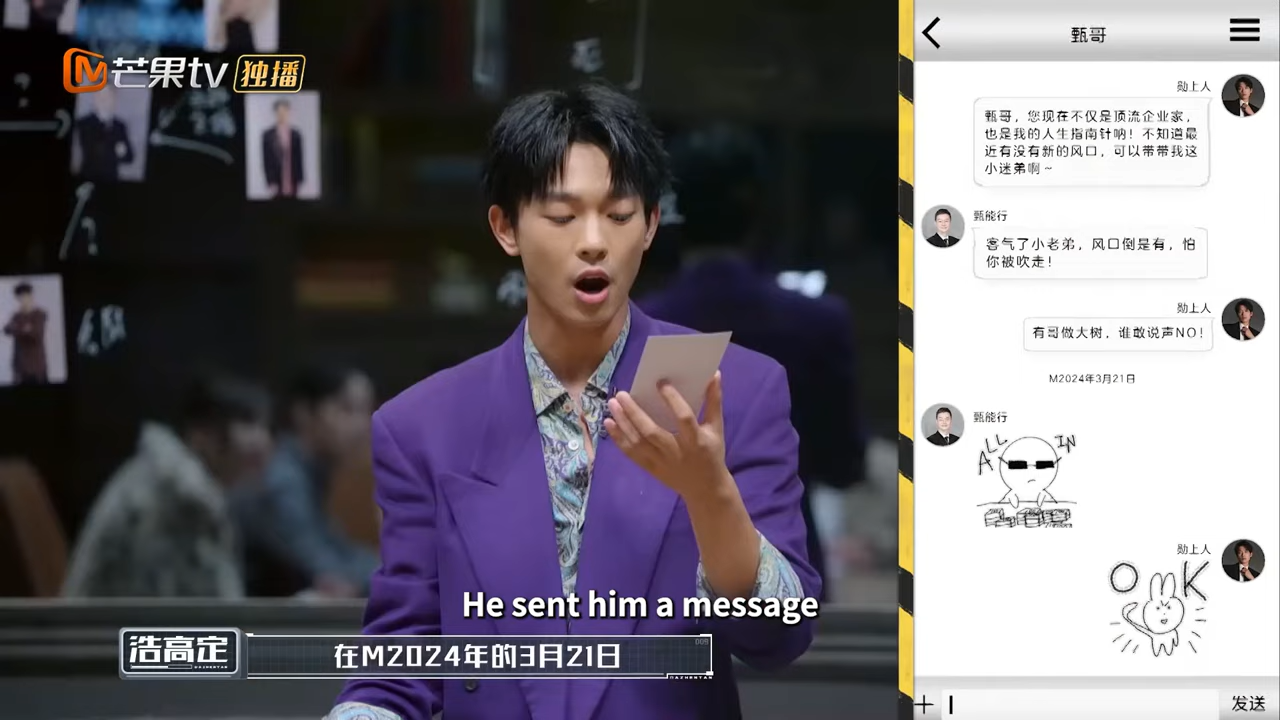 芒果tv 独播
He sent him a message
浩高定
在M2024年的3月21日
甄哥
勋上人
甄哥，您现在不仅是顶流企业家，
也是我的人生指南针呐！不知道最
近有没有新的风口，可以带带我这
小迷弟啊~
甄能行
客气了小老弟，风口倒是有，怕
你被吹走！
勋上人
有哥做大树，谁敢说声NO！
M2024年3月21日
甄能行
ALL IN
勋上人
OK
发送